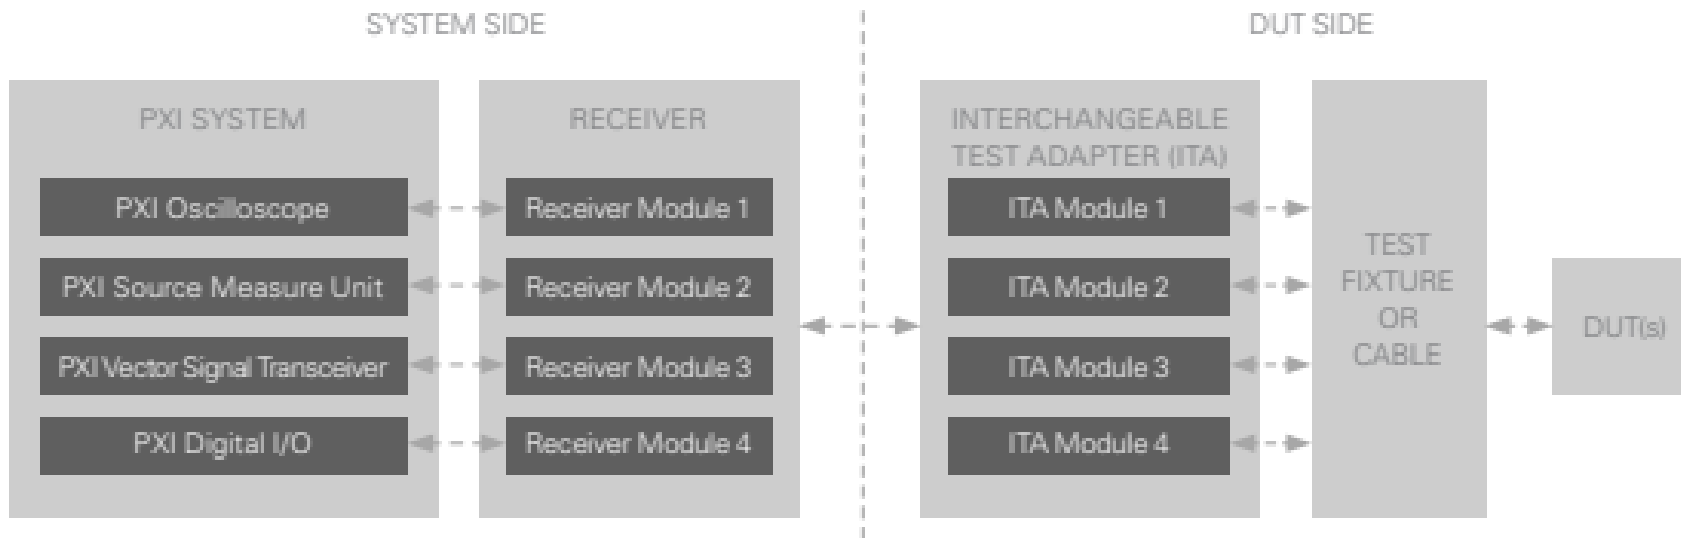 SYSTEM SIDE
DUT SIDE
PXI SYSTEM
PXI Oscilloscope
PXI Source Measure Unit
PXI Vector Signal Transceiver
PXI Digital I/O
RECEIVER
Receiver Module 1
Receiver Module 2
Receiver Module 3
Receiver Module 4
INTERCHANGEABLE
TEST ADAPTER (ITA)
ITA Module 1
ITA Module 2
ITA Module 3
ITA Module 4
TEST
FIXTURE
OR
CABLE
DUT(s)